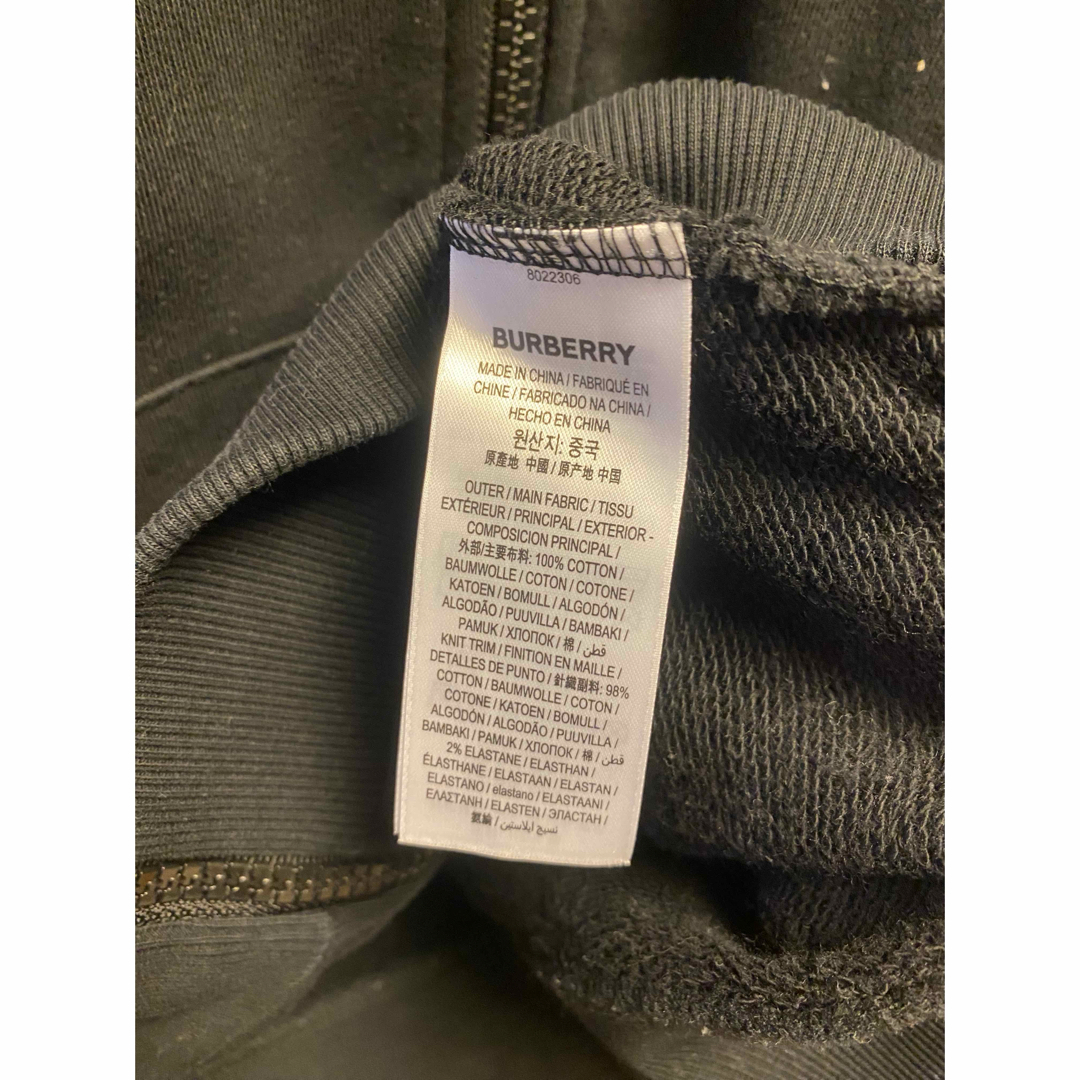 8022306
BURBERRY
MADE IN CHINA / FABRIQUÉ EN
CHINE / FABRICADO NA CHINA /
HECHO EN CHINA
원산지: 중국
原產地 中國 / 原产地 中国
OUTER / MAIN FABRIC / TISSU
EXTÉRIEUR / PRINCIPAL / EXTERIOR -
COMPOSICION PRINCIPAL /
外部/主要布料: 100% COTTON /
BAUMWOLLE / COTON / COTONE /
KATOEN / BOMULL / ALGODÓN /
ALGODÃO / PUUVILLA / BAMBAKI /
PAMUK / ХЛОПОК / 棉 / قطن
KNIT TRIM / FINITION EN MAILLE /
DETALLES DE PUNTO / 針織副料: 98%
COTTON / BAUMWOLLE / COTON /
COTONE / KATOEN / BOMULL /
ALGODÓN / ALGODÃO / PUUVILLA /
BAMBAKI / PAMUK / ХЛОПОК / 棉 / قطن
2% ELASTANE / ELASTHAN /
ÉLASTHANE / ELASTAAN / ELASTAN /
ELASTANO / elastano / ELASTAANI /
ΕΛΑΣΤΑΝΗ / ELASTEN / ЭЛАСТАН /
氨綸 / نسيج ايلاستين